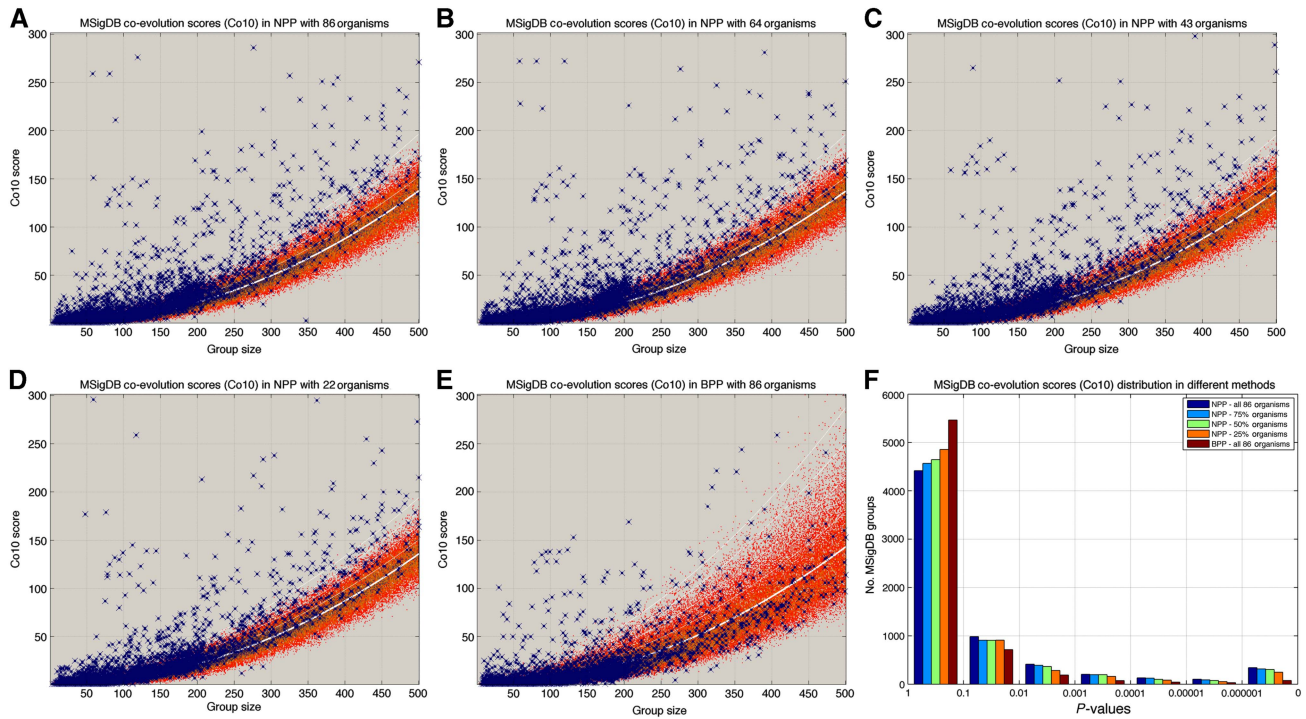 A
MSigDB co-evolution scores (Co10) in NPP with 86 organisms
300
250
200
150
100
50
Co10 score
50 100 150 200 250 300 350 400 450 500
Group size
B
MSigDB co-evolution scores (Co10) in NPP with 64 organisms
300
250
200
150
100
50
Co10 score
50 100 150 200 250 300 350 400 450 500
Group size
C
MSigDB co-evolution scores (Co10) in NPP with 43 organisms
300
250
200
150
100
50
Co10 score
50 100 150 200 250 300 350 400 450 500
Group size
D
MSigDB co-evolution scores (Co10) in NPP with 22 organisms
300
250
200
150
100
50
Co10 score
50 100 150 200 250 300 350 400 450 500
Group size
E
MSigDB co-evolution scores (Co10) in BPP with 86 organisms
300
250
200
150
100
50
Co10 score
50 100 150 200 250 300 350 400 450 500
Group size
F
MSigDB co-evolution scores (Co10) distribution in different methods
6000
5000
4000
3000
2000
1000
0
No. MSigDB groups
NPP - all 86 organisms
NPP - 75% organisms
NPP - 50% organisms
NPP - 25% organisms
BPP - all 86 organisms
1 0.1 0.01 0.001 0.0001 0.00001 0.000001 0
P-values